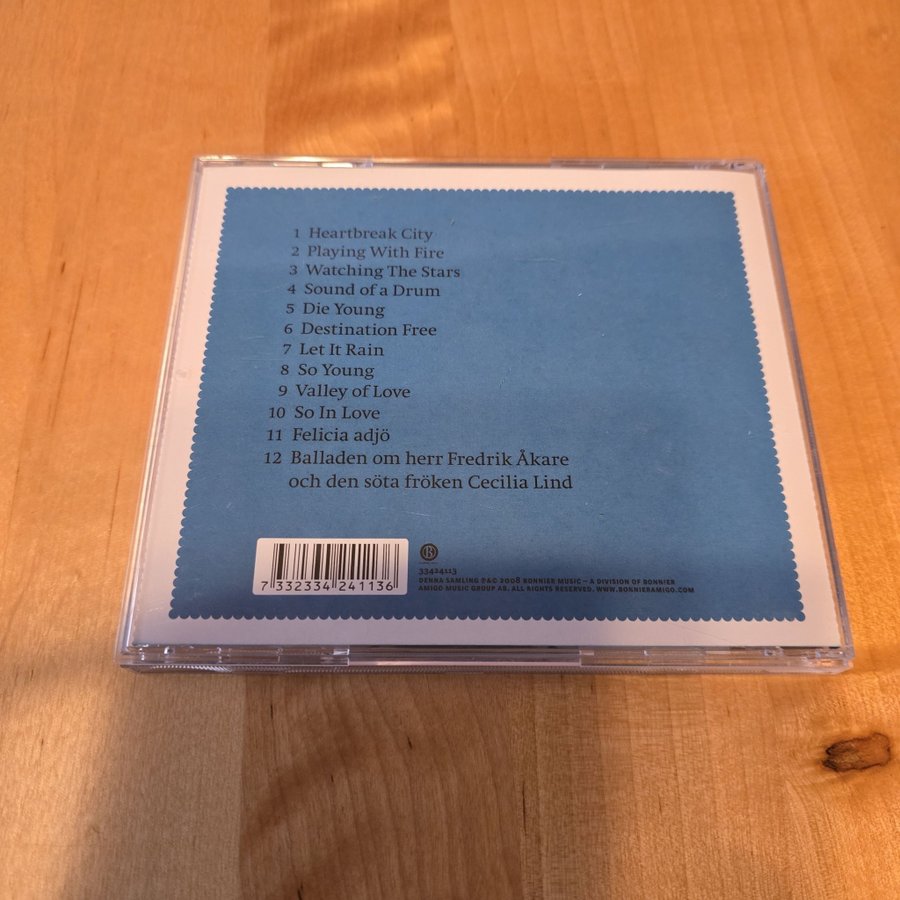 1 Heartbreak City
2 Playing With Fire
3 Watching The Stars
4 Sound of a Drum
5 Die Young
6 Destination Free
7 Let It Rain
8 So Young
9 Valley of Love
10 So In Love
11 Felicia adjö
12 Balladen om herr Fredrik Åkare
och den söta fröken Cecilia Lind
7 332334 241136
B
33424113
DENNA SAMLING P&C 2008 BONNIER MUSIC – A DIVISION OF BONNIER
AMIGO MUSIC GROUP AB. ALL RIGHTS RESERVED. WWW.BONNIERAMIGO.COM